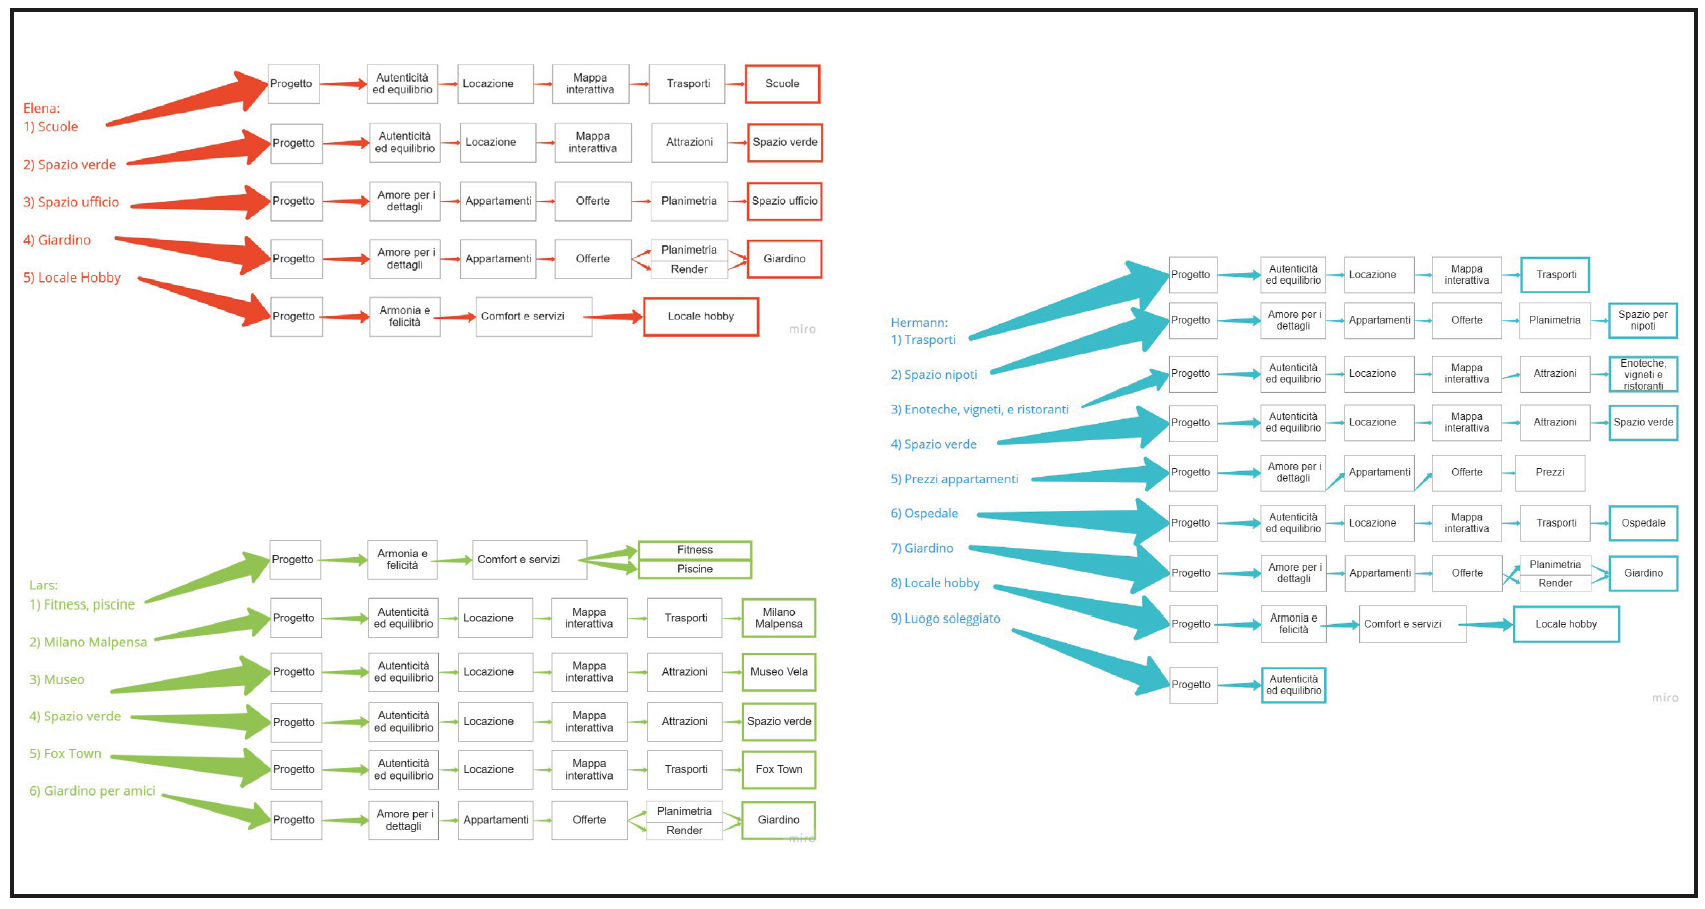 Elena:
1) Scuole
2) Spazio verde
3) Spazio ufficio
4) Giardino
5) Locale Hobby
Progetto
Autenticità
ed equilibrio
Locazione
Mappa
interattiva
Trasporti
Scuole
Progetto
Autenticità
ed equilibrio
Locazione
Mappa
interattiva
Attrazioni
Spazio verde
Progetto
Amore per i
dettagli
Appartamenti
Offerte
Planimetria
Spazio ufficio
Progetto
Amore per i
dettagli
Appartamenti
Offerte
Planimetria
Render
Giardino
Progetto
Armonia e
felicità
Comfort e servizi
Locale hobby
miro
Lars:
1) Fitness, piscine
2) Milano Malpensa
3) Museo
4) Spazio verde
5) Fox Town
6) Giardino per amici
Progetto
Armonia e
felicità
Comfort e servizi
Fitness
Piscine
Progetto
Autenticità
ed equilibrio
Locazione
Mappa
interattiva
Trasporti
Milano
Malpensa
Progetto
Autenticità
ed equilibrio
Locazione
Mappa
interattiva
Attrazioni
Museo Vela
Progetto
Autenticità
ed equilibrio
Locazione
Mappa
interattiva
Attrazioni
Spazio verde
Progetto
Autenticità
ed equilibrio
Locazione
Mappa
interattiva
Trasporti
Fox Town
Progetto
Amore per i
dettagli
Appartamenti
Offerte
Planimetria
Render
Giardino
miro
Hermann:
1) Trasporti
2) Spazio nipoti
3) Enoteche, vigneti, e ristoranti
4) Spazio verde
5) Prezzi appartamenti
6) Ospedale
7) Giardino
8) Locale hobby
9) Luogo soleggiato
Progetto
Autenticità
ed equilibrio
Locazione
Mappa
interattiva
Trasporti
Progetto
Amore per i
dettagli
Appartamenti
Offerte
Planimetria
Spazio per
nipoti
Progetto
Autenticità
ed equilibrio
Locazione
Mappa
interattiva
Attrazioni
Enoteche,
vigneti e
ristoranti
Progetto
Autenticità
ed equilibrio
Locazione
Mappa
interattiva
Attrazioni
Spazio verde
Progetto
Amore per i
dettagli
Appartamenti
Offerte
Prezzi
Progetto
Autenticità
ed equilibrio
Locazione
Mappa
interattiva
Trasporti
Ospedale
Progetto
Amore per i
dettagli
Appartamenti
Offerte
Planimetria
Render
Giardino
Progetto
Armonia e
felicità
Comfort e servizi
Locale hobby
Progetto
Autenticità
ed equilibrio
miro